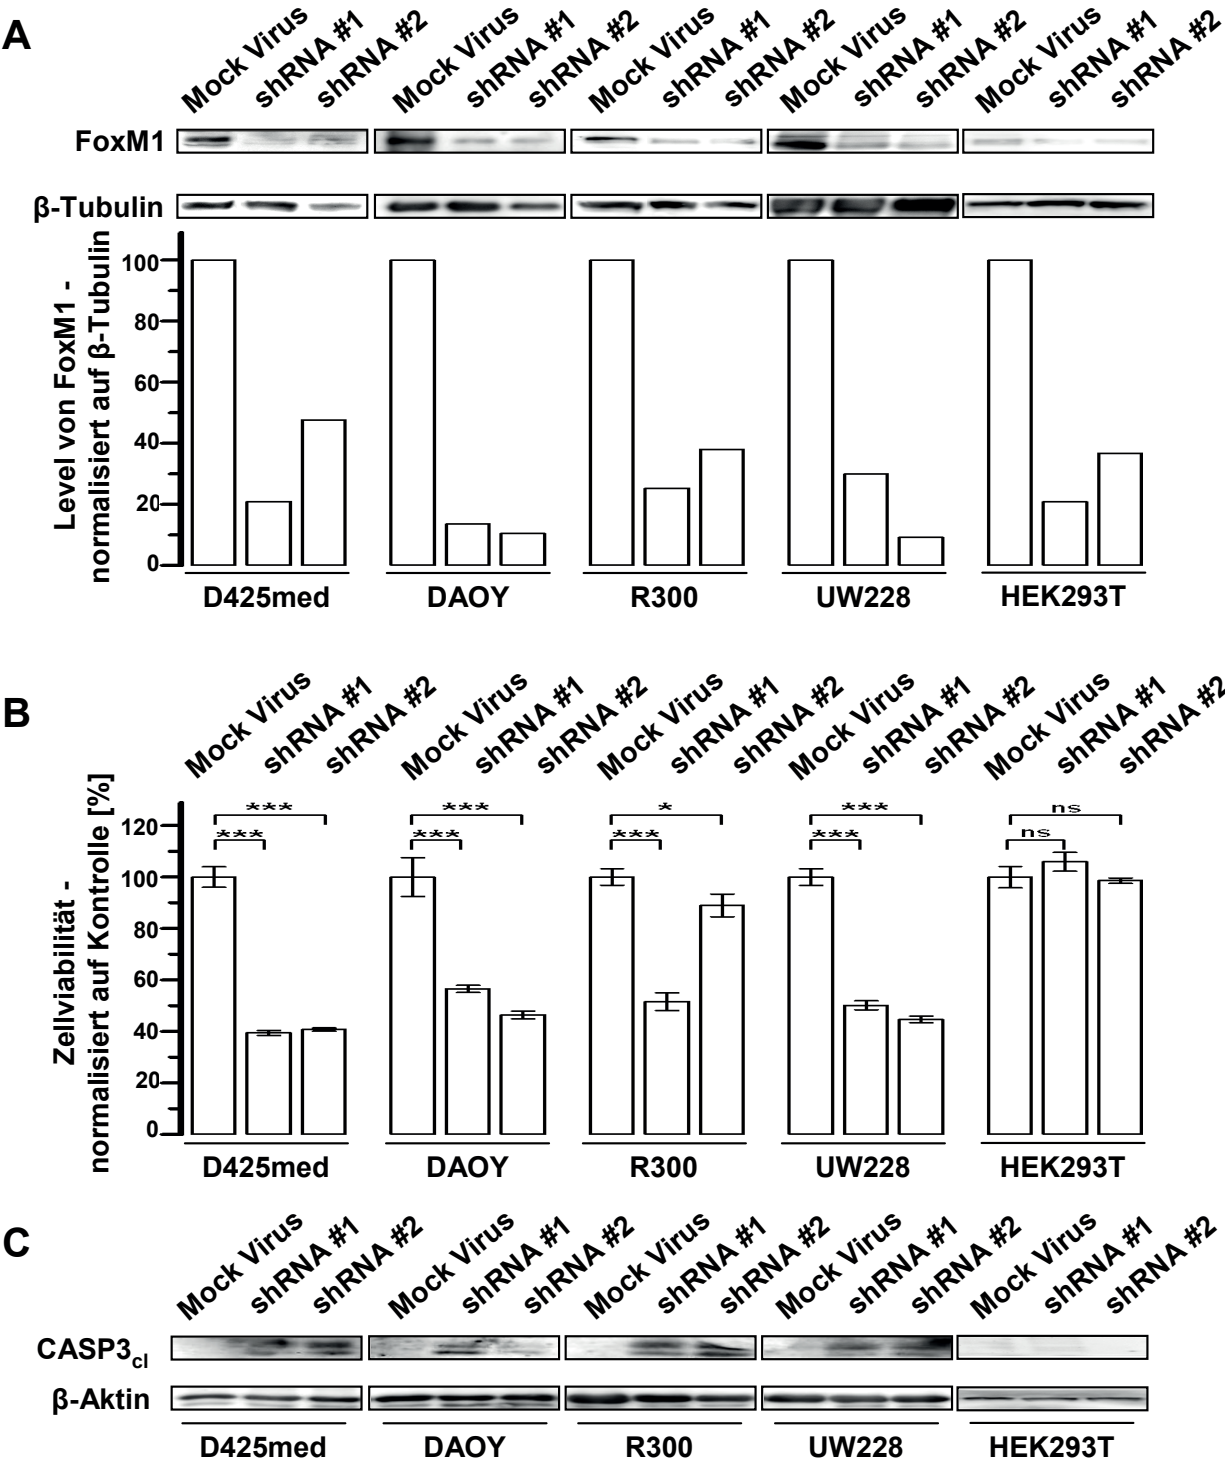 A
Mock Virus shRNA #1 shRNA #2 Mock Virus shRNA #1 shRNA #2 Mock Virus shRNA #1 shRNA #2 Mock Virus shRNA #1 shRNA #2 Mock Virus shRNA #1 shRNA #2
FoxM1
β-Tubulin
Level von FoxM1 -
normalisiert auf β-Tubulin
100
80
60
40
20
0
D425med DAOY R300 UW228 HEK293T
B
Mock Virus shRNA #1 shRNA #2 Mock Virus shRNA #1 shRNA #2 Mock Virus shRNA #1 shRNA #2 Mock Virus shRNA #1 shRNA #2 Mock Virus shRNA #1 shRNA #2
Zellviabilität -
normalisiert auf Kontrolle [%]
*** *** * *** ns
*** *** *** *** ns
120
100
80
60
40
20
0
D425med DAOY R300 UW228 HEK293T
C
Mock Virus shRNA #1 shRNA #2 Mock Virus shRNA #1 shRNA #2 Mock Virus shRNA #1 shRNA #2 Mock Virus shRNA #1 shRNA #2 Mock Virus shRNA #1 shRNA #2
CASP3cl
β-Aktin
D425med DAOY R300 UW228 HEK293T